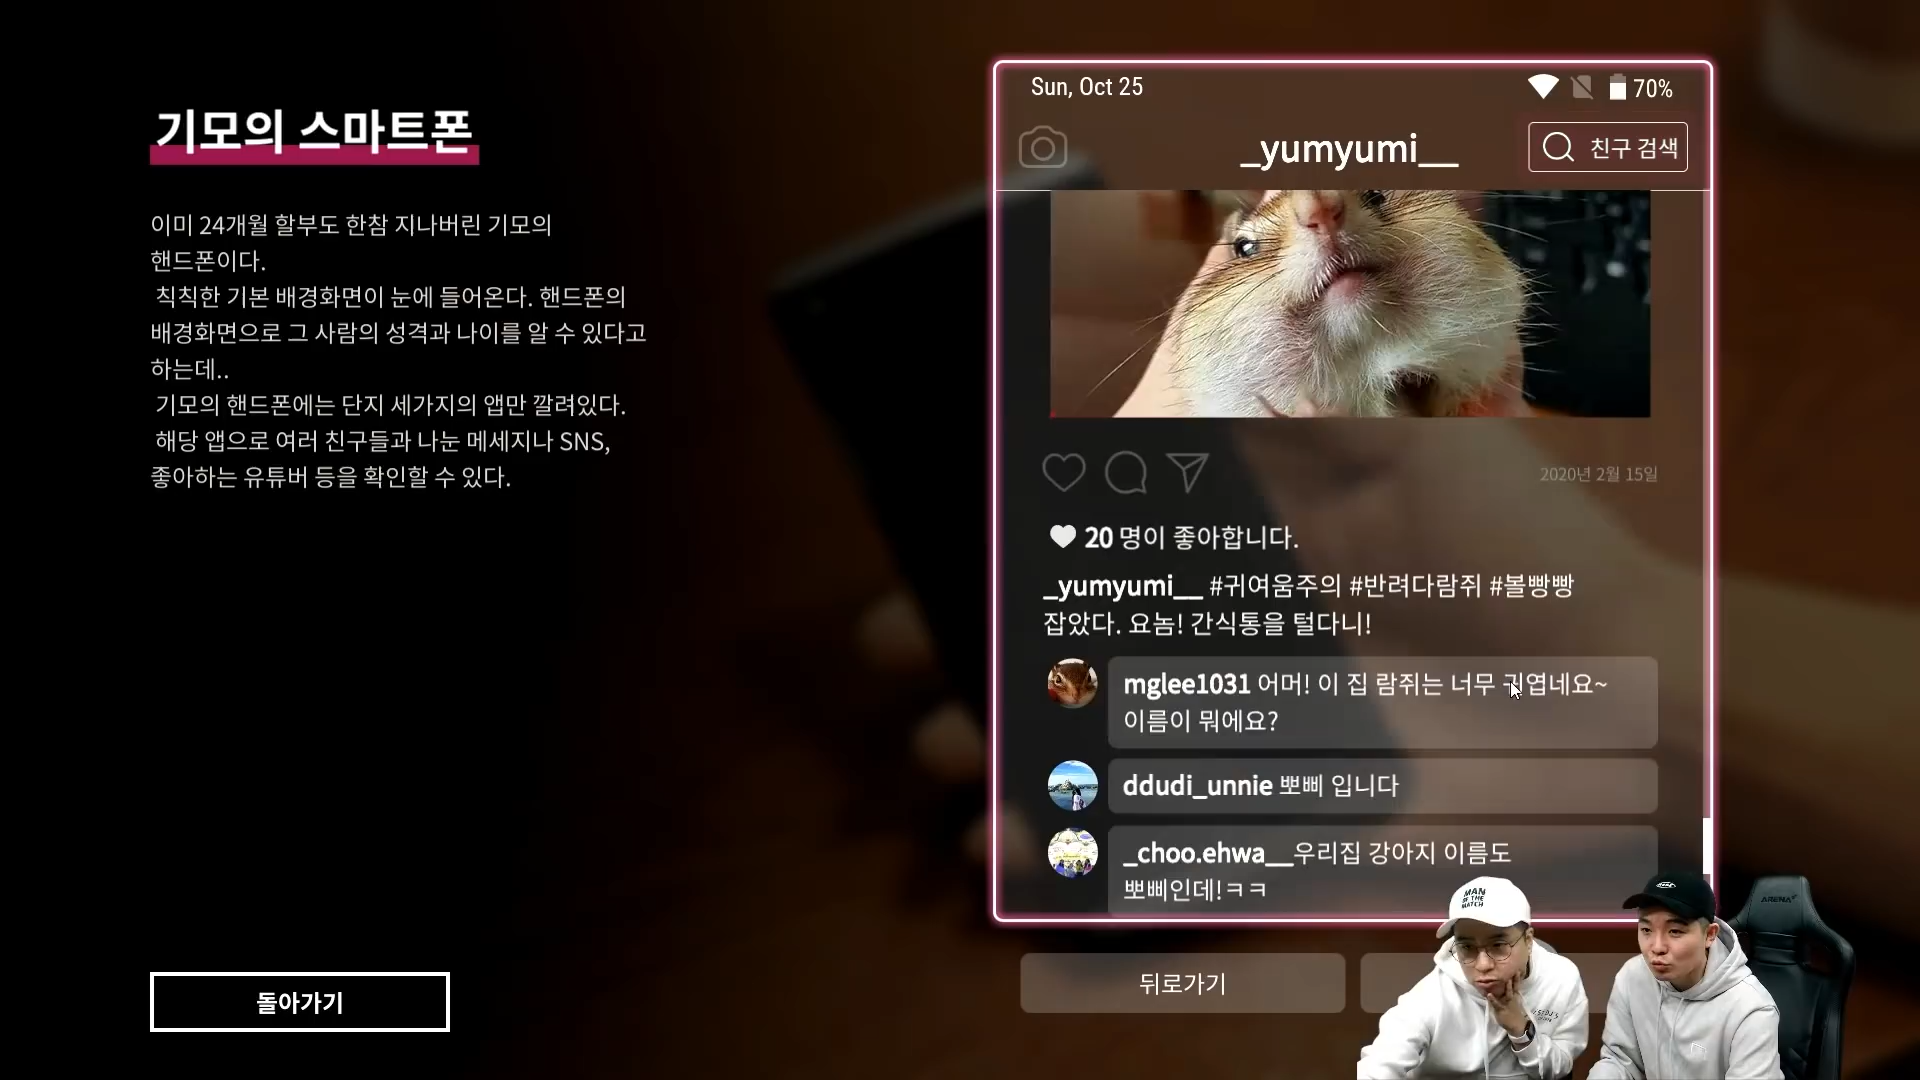 기모의 스마트폰
이미 24개월 할부도 한참 지나버린 기모의
핸드폰이다.
칙칙한 기본 배경화면이 눈에 들어온다. 핸드폰의
배경화면으로 그 사람의 성격과 나이를 알 수 있다고
하는데..
기모의 핸드폰에는 단지 세가지의 앱만 깔려있다.
해당 앱으로 여러 친구들과 나눈 메세지나 SNS,
좋아하는 유튜버 등을 확인할 수 있다.
돌아가기
Sun, Oct 25
70%
_yumyumi__
친구 검색
2020년 2월 15일
20 명이 좋아합니다.
_yumyumi__ #귀여움주의 #반려다람쥐 #볼빵빵
잡았다. 요놈! 간식통을 털다니!
mglee1031 어머! 이 집 람쥐는 너무 귀엽네요~
이름이 뭐에요?
ddudi_unnie 뽀삐 입니다
_choo.ehwa__우리집 강아지 이름도
뽀삐인데!ㅋㅋ
뒤로가기
MAN
OF THE
MATCH
ARENA